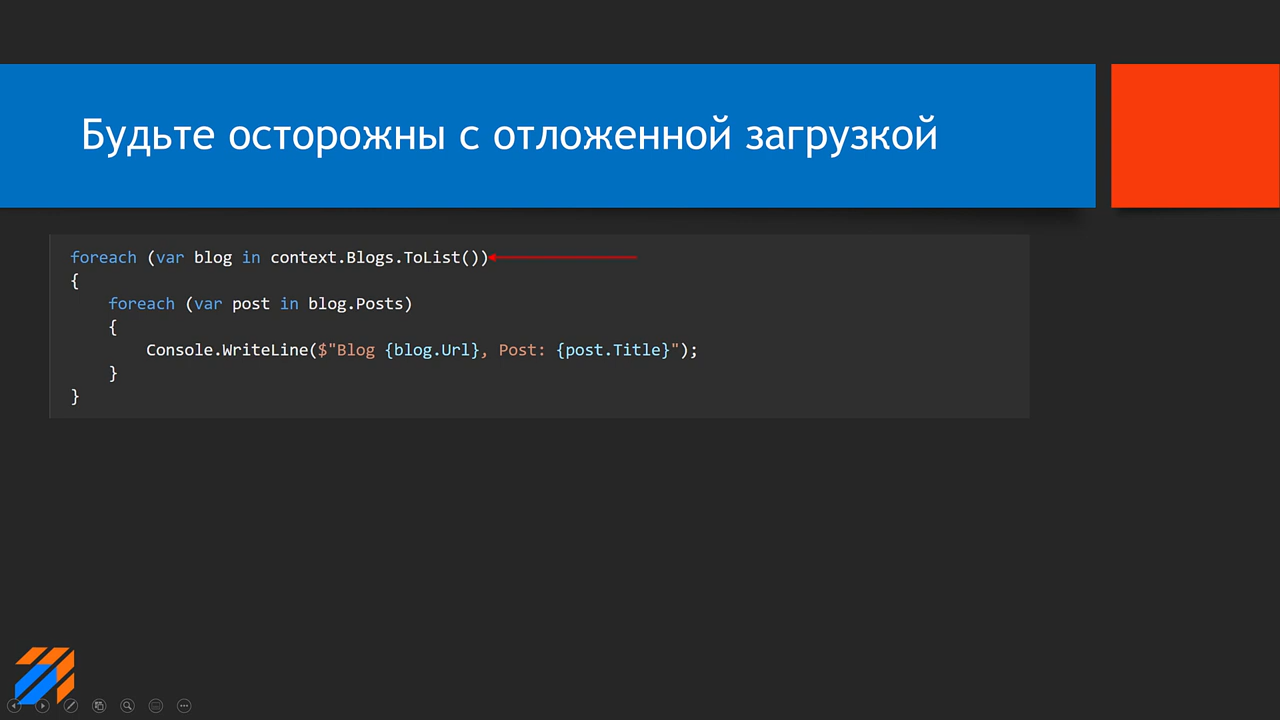 Будьте осторожны с отложенной загрузкой
foreach (var blog in context.Blogs.ToList())
{
    foreach (var post in blog.Posts)
    {
        Console.WriteLine($"Blog {blog.Url}, Post: {post.Title}");
    }
}